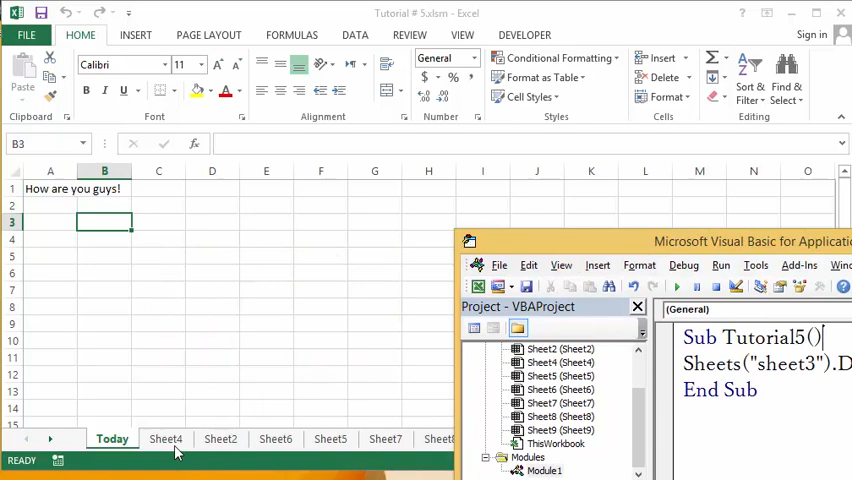 Tutorial # 5.xlsm - Excel
FILE HOME INSERT PAGE LAYOUT FORMULAS DATA REVIEW VIEW DEVELOPER Sign in
Paste
Calibri 11
B I U
General
$ % ,
Conditional Formatting
Format as Table
Cell Styles
Insert
Delete
Format
Sort &
Filter
Find &
Select
Clipboard Font Alignment Number Styles Cells Editing
B3 fx
A B C D E F G H I J K L M N O
1 How are you guys!
2
3
4
5
6
7
8
9
10
11
12
13
14
15
Microsoft Visual Basic for Applicatio
File Edit View Insert Format Debug Run Tools Add-Ins Wind
Project - VBAProject
(General)
Sheet2 (Sheet2)
Sheet4 (Sheet4)
Sheet5 (Sheet5)
Sheet6 (Sheet6)
Sheet7 (Sheet7)
Sheet8 (Sheet8)
Sheet9 (Sheet9)
ThisWorkbook
Modules
Module1
Sub Tutorial5()
Sheets("sheet3").D
End Sub
Today Sheet4 Sheet2 Sheet6 Sheet5 Sheet7 Sheet8
READY